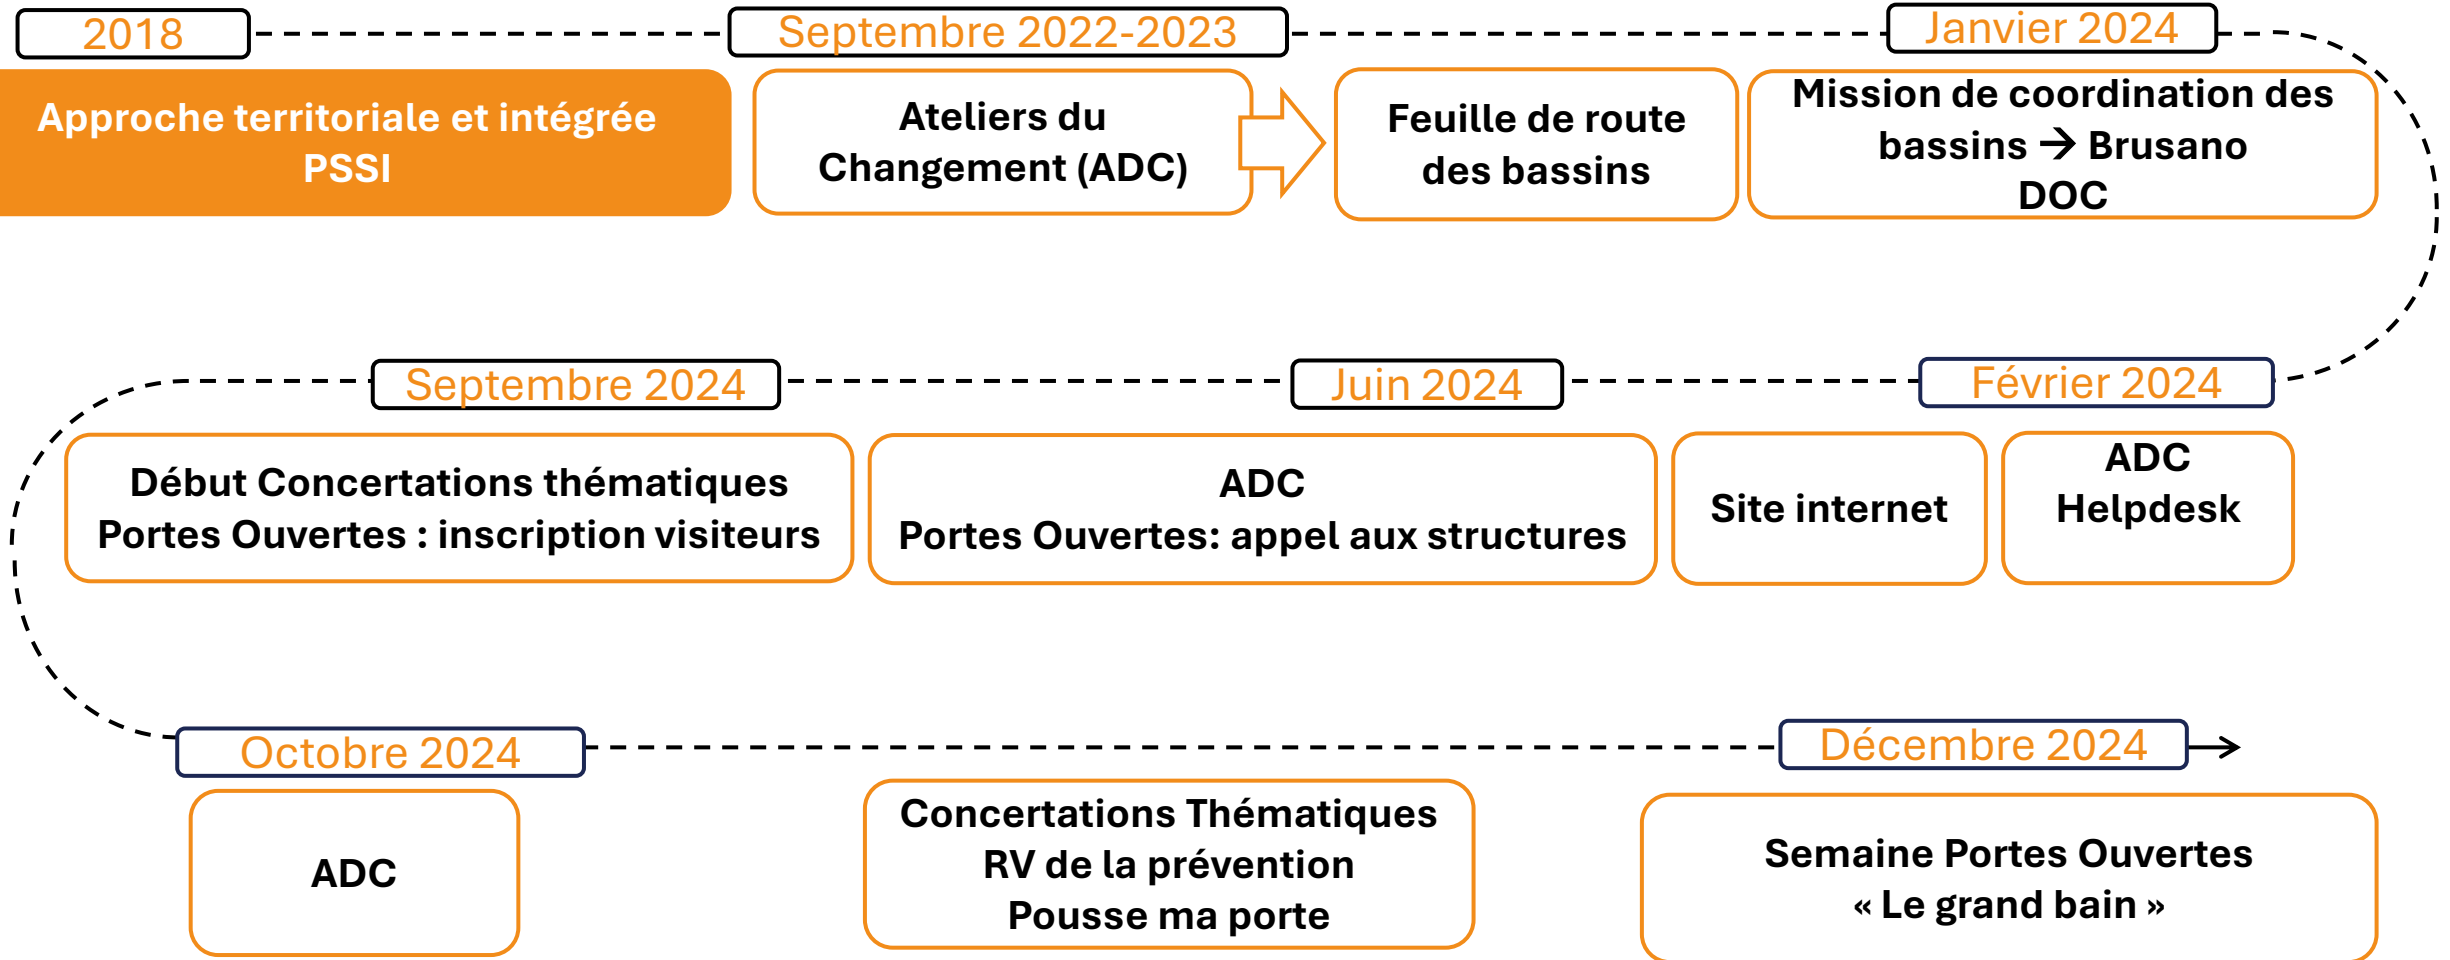 2018
Septembre 2022-2023
Janvier 2024
Approche territoriale et intégrée
PSSI
Ateliers du
Changement (ADC)
Feuille de route
des bassins
Mission de coordination des
bassins → Brusano
DOC
Septembre 2024
Juin 2024
Février 2024
Début Concertations thématiques
Portes Ouvertes : inscription visiteurs
ADC
Portes Ouvertes: appel aux structures
Site internet
ADC
Helpdesk
Octobre 2024
Décembre 2024
ADC
Concertations Thématiques
RV de la prévention
Pousse ma porte
Semaine Portes Ouvertes
« Le grand bain »